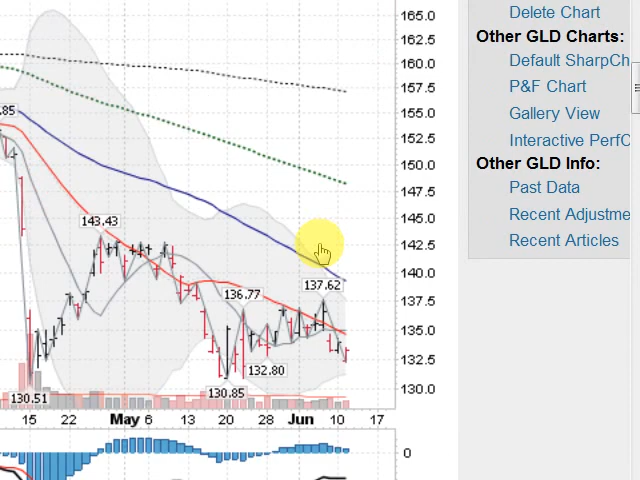 165.0
162.5
160.0
157.5
155.0
152.5
150.0
147.5
145.0
142.5
140.0
137.5
135.0
132.5
130.0
.85
143.43
137.62
136.77
132.80
130.85
130.51
15 22 May 6 13 20 28 Jun 10 17
0
Delete Chart
Other GLD Charts:
Default SharpCh
P&F Chart
Gallery View
Interactive PerfC
Other GLD Info:
Past Data
Recent Adjustme
Recent Articles